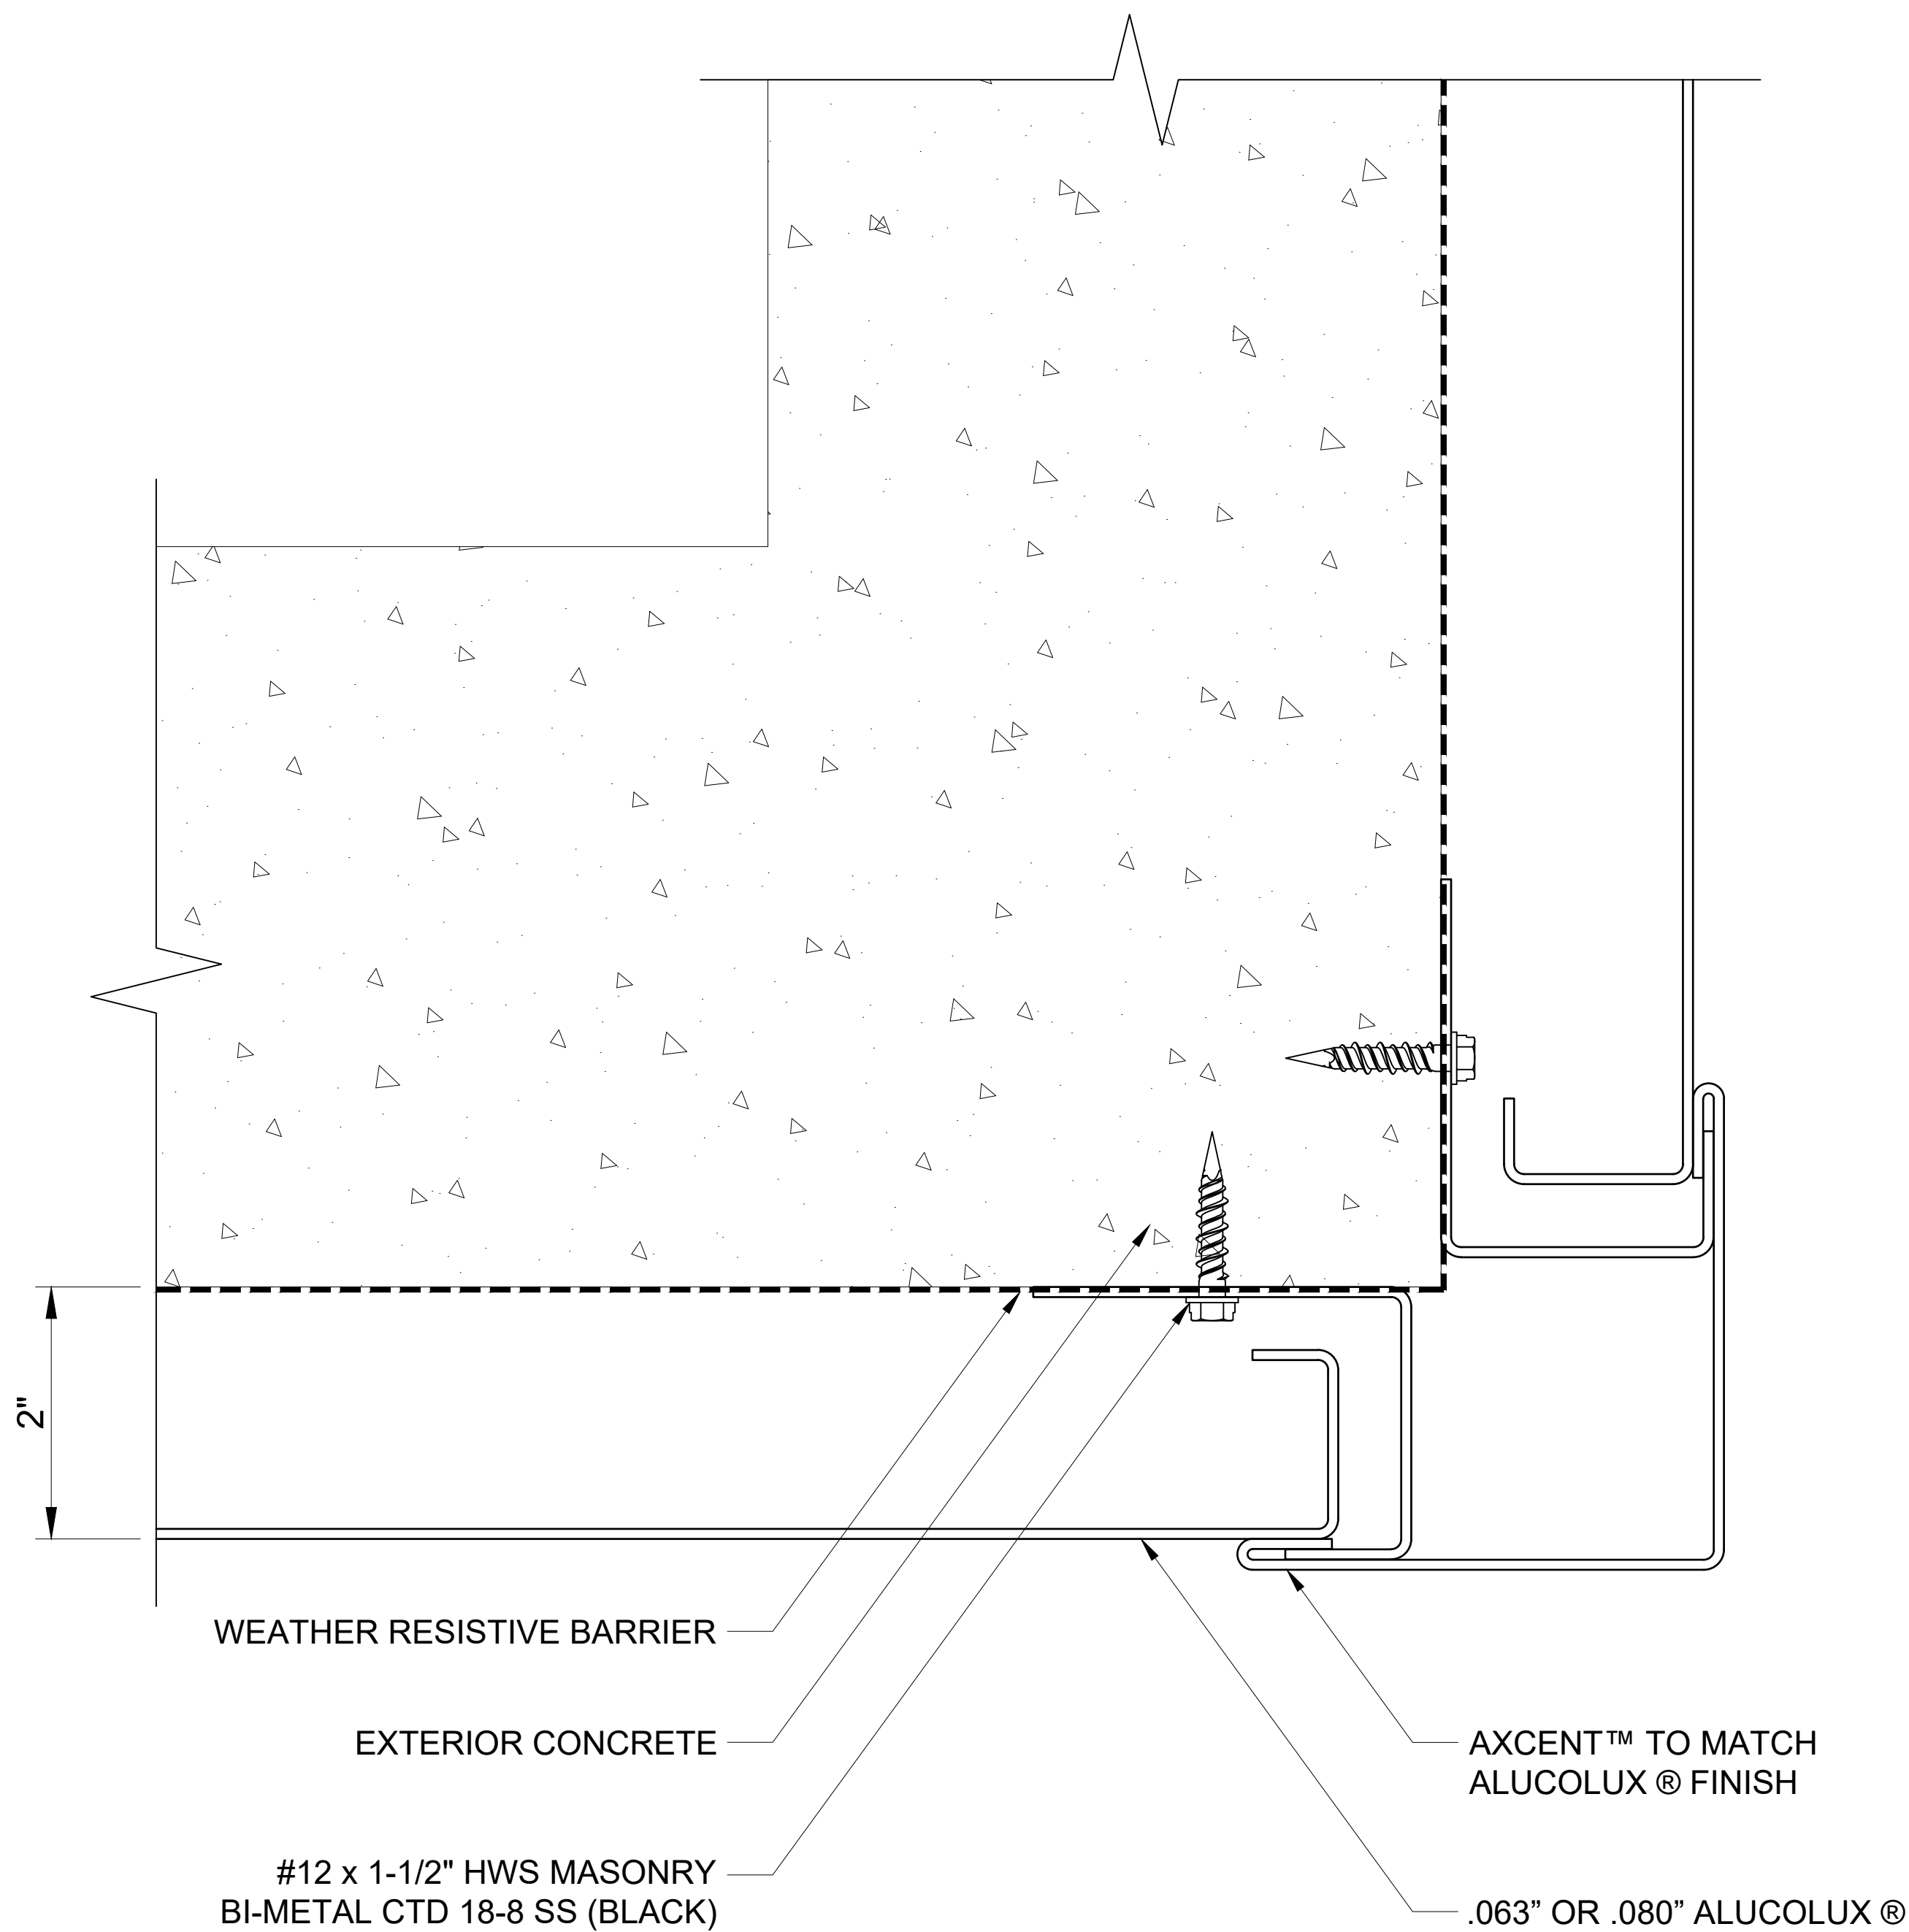 2"
WEATHER RESISTIVE BARRIER
EXTERIOR CONCRETE
#12 x 1-1/2" HWS MASONRY
BI-METAL CTD 18-8 SS (BLACK)
AXCENT™ TO MATCH
ALUCOLUX ® FINISH
.063” OR .080” ALUCOLUX ®